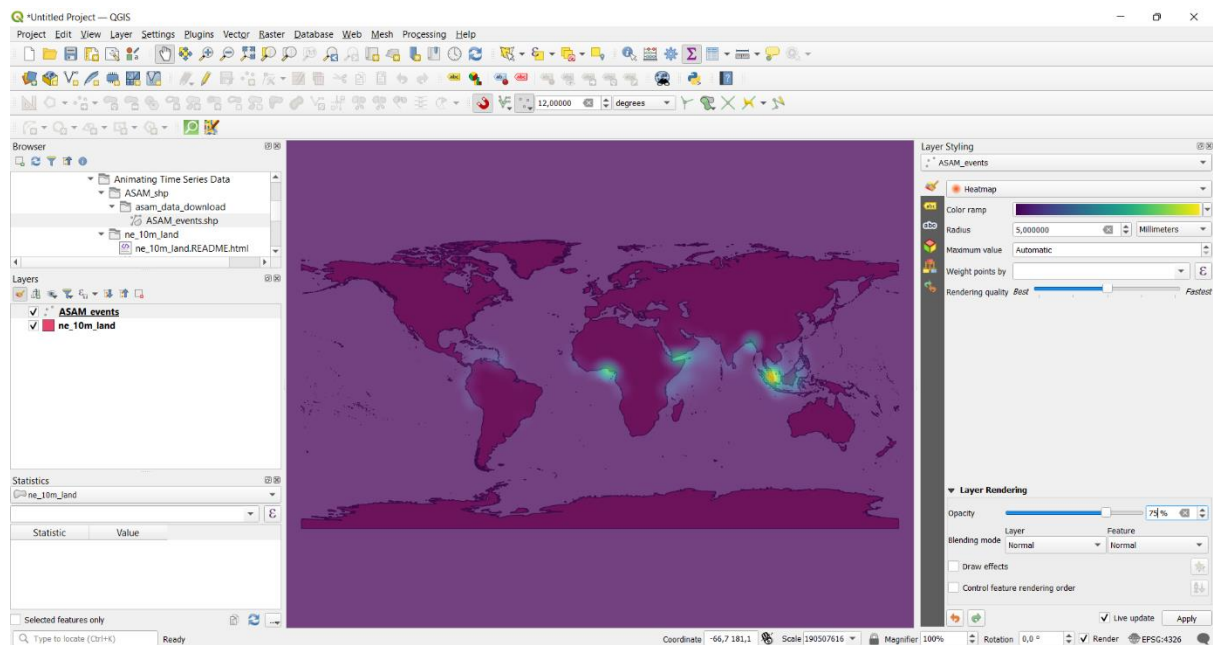 *Untitled Project — QGIS
Project Edit View Layer Settings Plugins Vector Raster Database Web Mesh Processing Help
12,00000 degrees
Browser
Animating Time Series Data
ASAM_shp
asam_data_download
ASAM_events.shp
ne_10m_land
ne_10m_land.README.html
Layers
ASAM_events
ne_10m_land
Statistics
ne_10m_land
Statistic Value
Selected features only
Layer Styling
ASAM_events
Heatmap
Color ramp
Radius 5,000000 Millimeters
Maximum value Automatic
Weight points by
Rendering quality Best Fastest
Layer Rendering
Opacity 75 %
Layer Feature
Blending mode Normal Normal
Draw effects
Control feature rendering order
Live update Apply
Type to locate (Ctrl+K) Ready Coordinate -66,7 181,1 Scale 190507616 Magnifier 100% Rotation 0,0 ° Render EPSG:4326